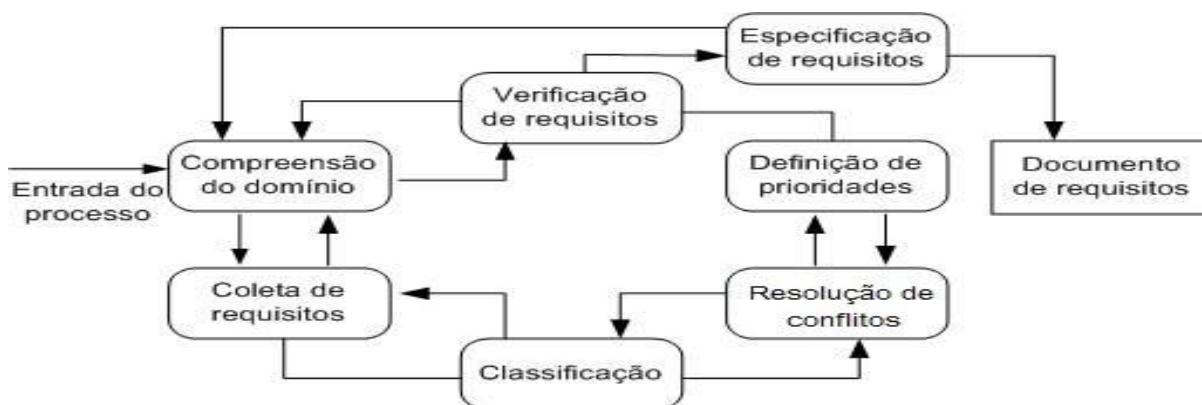 Especificação
de requisitos
Verificação
de requisitos
Compreensão
do domínio
Definição de
prioridades
Documento
de requisitos
Entrada do
processo
Coleta de
requisitos
Resolução de
conflitos
Classificação